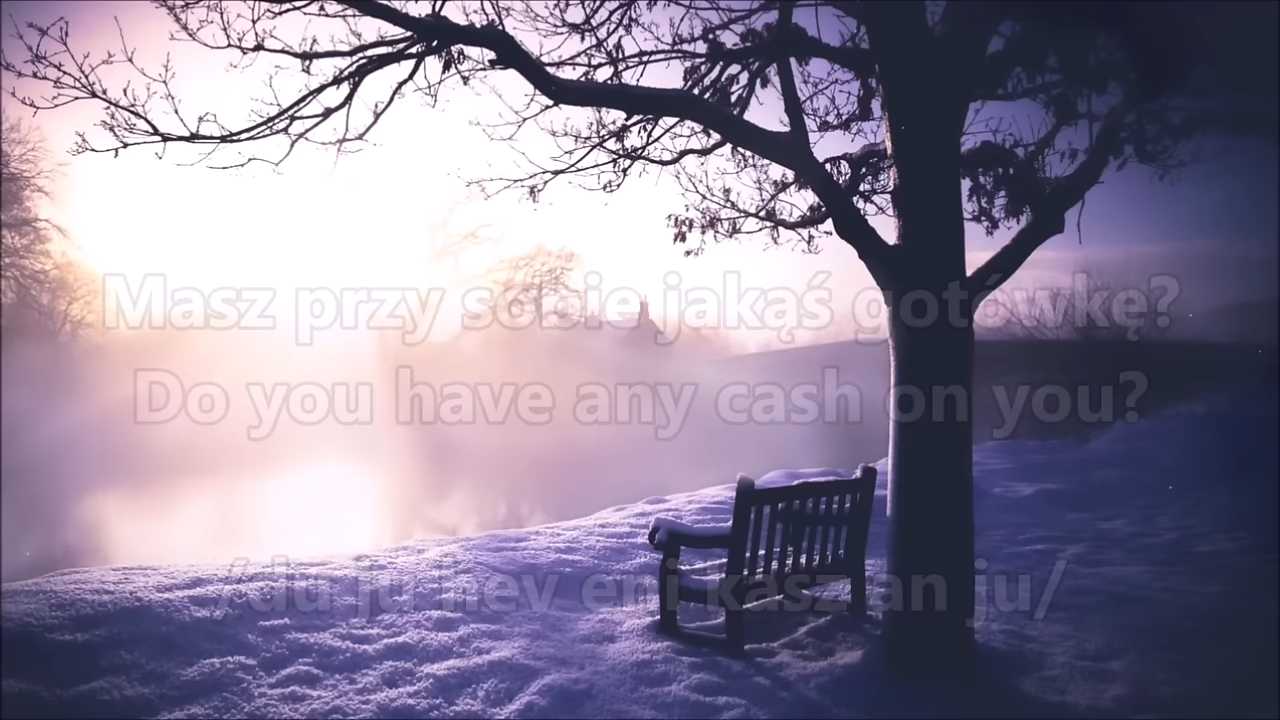 Masz przy sobie jakąś gotówkę?
Do you have any cash on you?
/du ju hev eni kasz an ju/